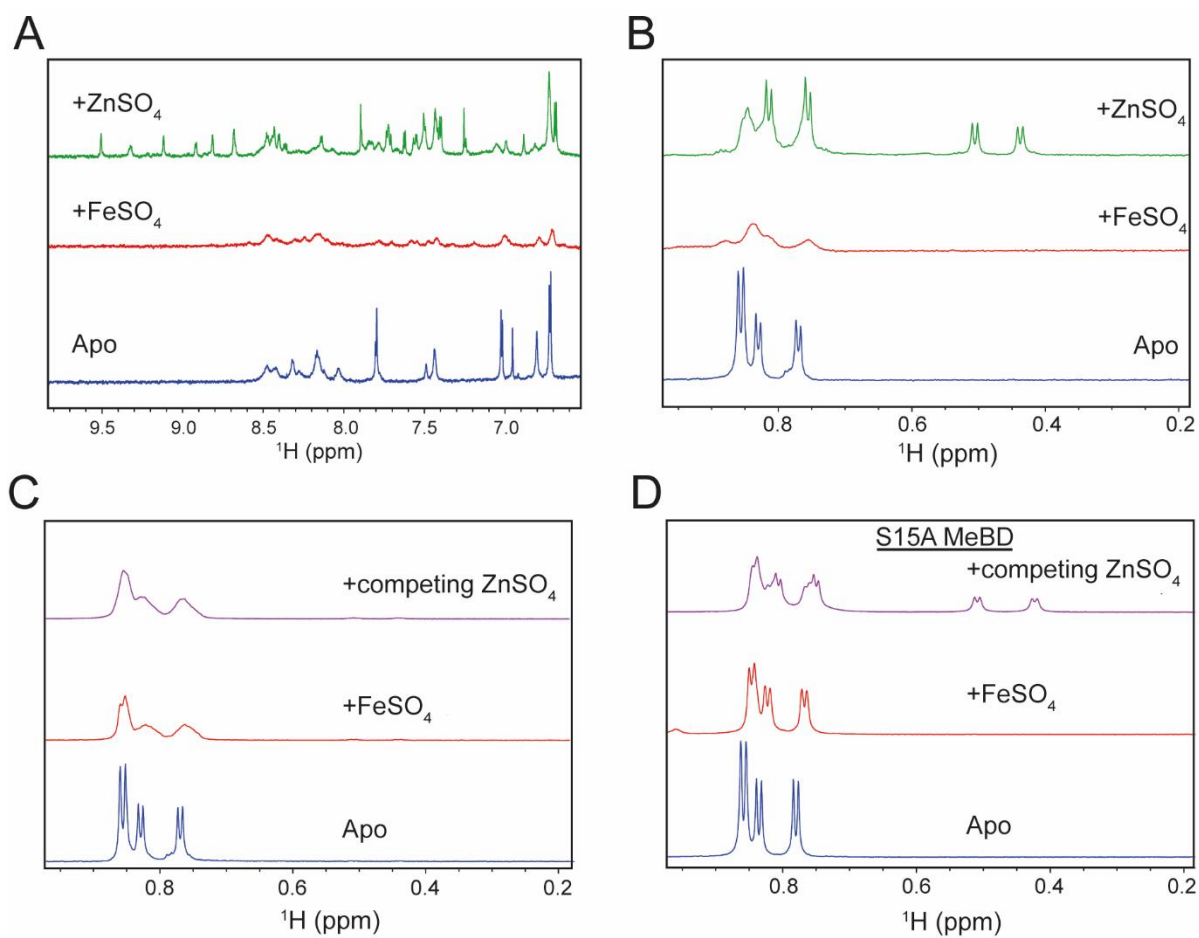 A
+ZnSO4
+FeSO4
Apo
9.5 9.0 8.5 8.0 7.5 7.0
1H (ppm)
B
+ZnSO4
+FeSO4
Apo
0.8 0.6 0.4 0.2
1H (ppm)
C
+competing ZnSO4
+FeSO4
Apo
0.8 0.6 0.4 0.2
1H (ppm)
D
S15A MeBD
+competing ZnSO4
+FeSO4
Apo
0.8 0.6 0.4 0.2
1H (ppm)